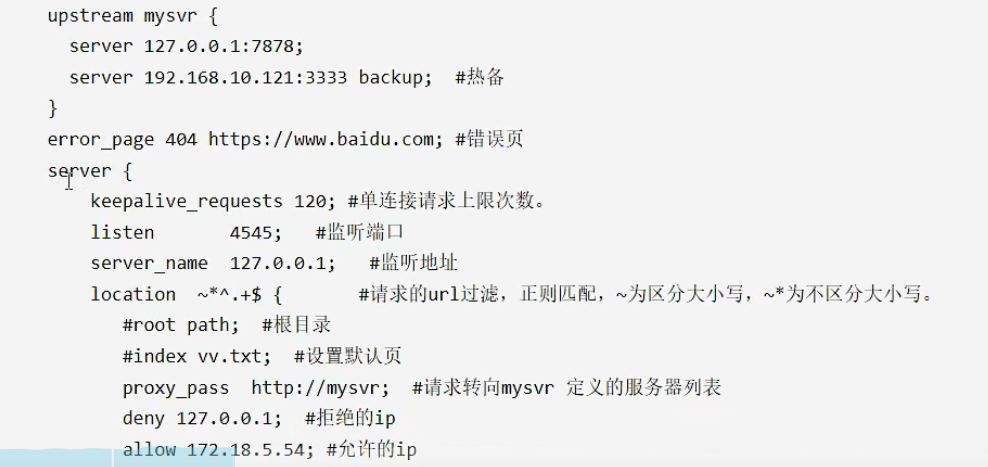 upstream mysvr {
server 127.0.0.1:7878;
server 192.168.10.121:3333 backup; #热备
}
error_page 404 https://www.baidu.com; #错误页
server {
keepalive_requests 120; #单连接请求上限次数。
listen 4545; #监听端口
server_name 127.0.0.1; #监听地址
location ~*^.+$ { #请求的url过滤，正则匹配，~为区分大小写，~*为不区分大小写。
#root path; #根目录
#index vv.txt; #设置默认页
proxy_pass http://mysvr; #请求转向mysvr 定义的服务器列表
deny 127.0.0.1; #拒绝的ip
allow 172.18.5.54; #允许的ip